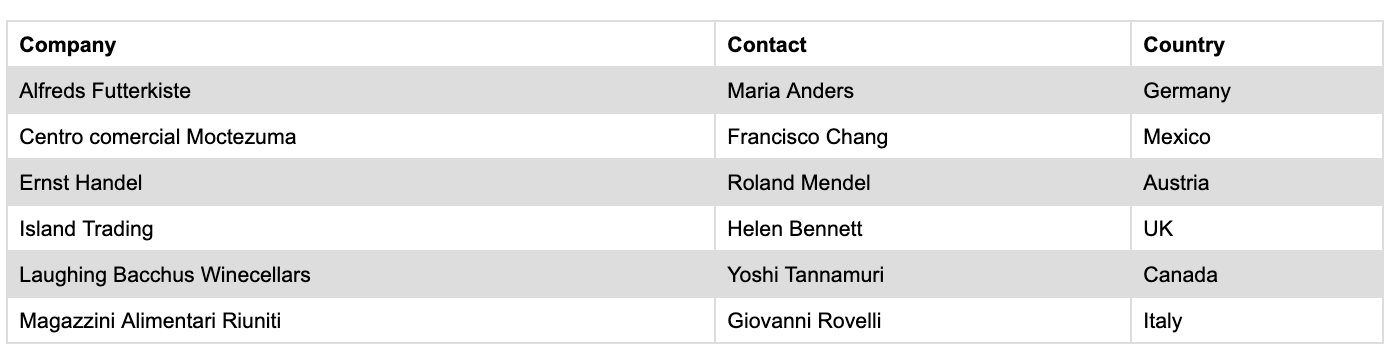 Company Contact Country
Alfreds Futterkiste Maria Anders Germany
Centro comercial Moctezuma Francisco Chang Mexico
Ernst Handel Roland Mendel Austria
Island Trading Helen Bennett UK
Laughing Bacchus Winecellars Yoshi Tannamuri Canada
Magazzini Alimentari Riuniti Giovanni Rovelli Italy